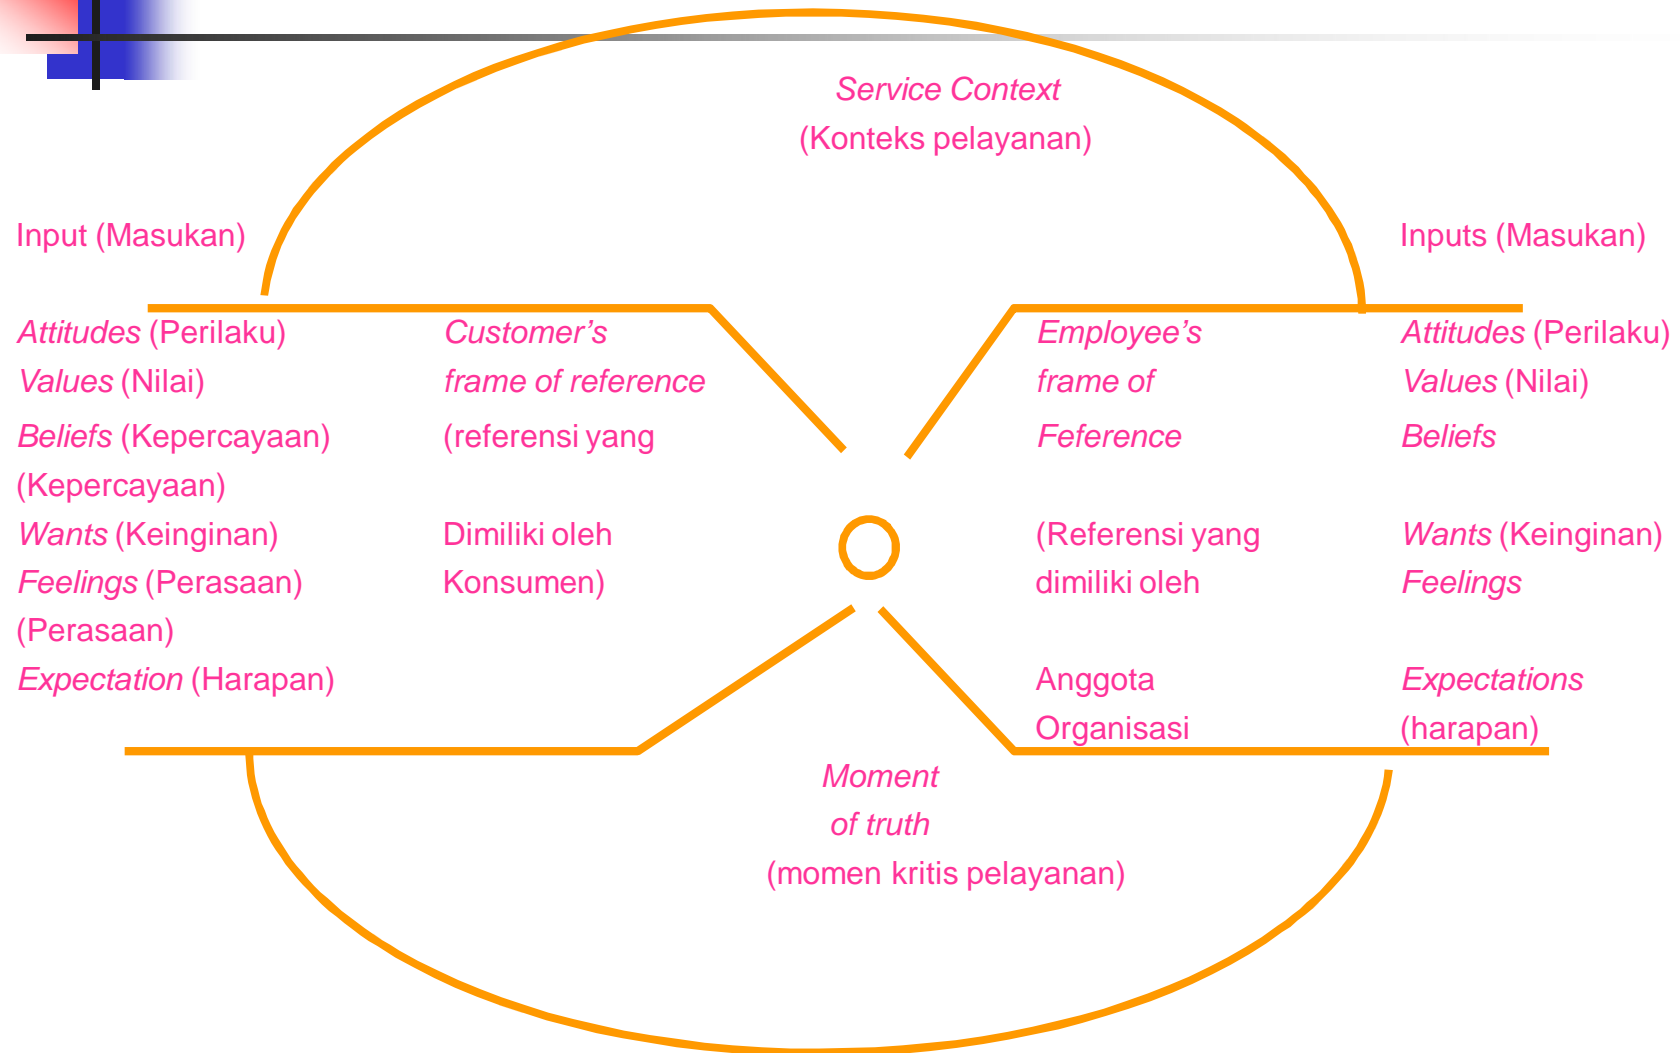 Service Context
(Konteks pelayanan)
Input (Masukan)
Attitudes (Perilaku)
Values (Nilai)
Beliefs (Kepercayaan)
(Kepercayaan)
Wants (Keinginan)
Feelings (Perasaan)
(Perasaan)
Expectation (Harapan)
Customer’s
frame of reference
(referensi yang
Dimiliki oleh
Konsumen)
Employee’s
frame of
Feference
(Referensi yang
dimiliki oleh
Anggota
Organisasi
Inputs (Masukan)
Attitudes (Perilaku)
Values (Nilai)
Beliefs
Wants (Keinginan)
Feelings
Expectations
(harapan)
Moment
of truth
(momen kritis pelayanan)